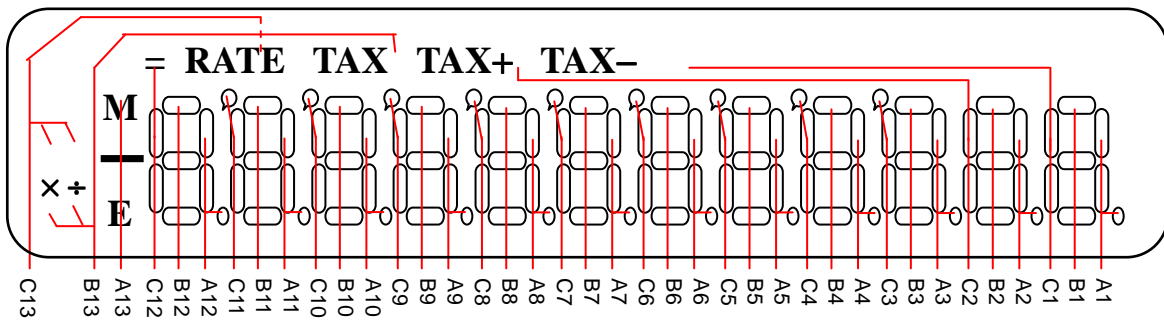 = RATE TAX TAX+ TAX−
M
−
× ÷
E
C13 B13 A13 C12 B12 A12 C11 B11 A11 C10 B10 A10 C9 B9 A9 C8 B8 A8 C7 B7 A7 C6 B6 A6 C5 B5 A5 C4 B4 A4 C3 B3 A3 C2 B2 A2 C1 B1 A1